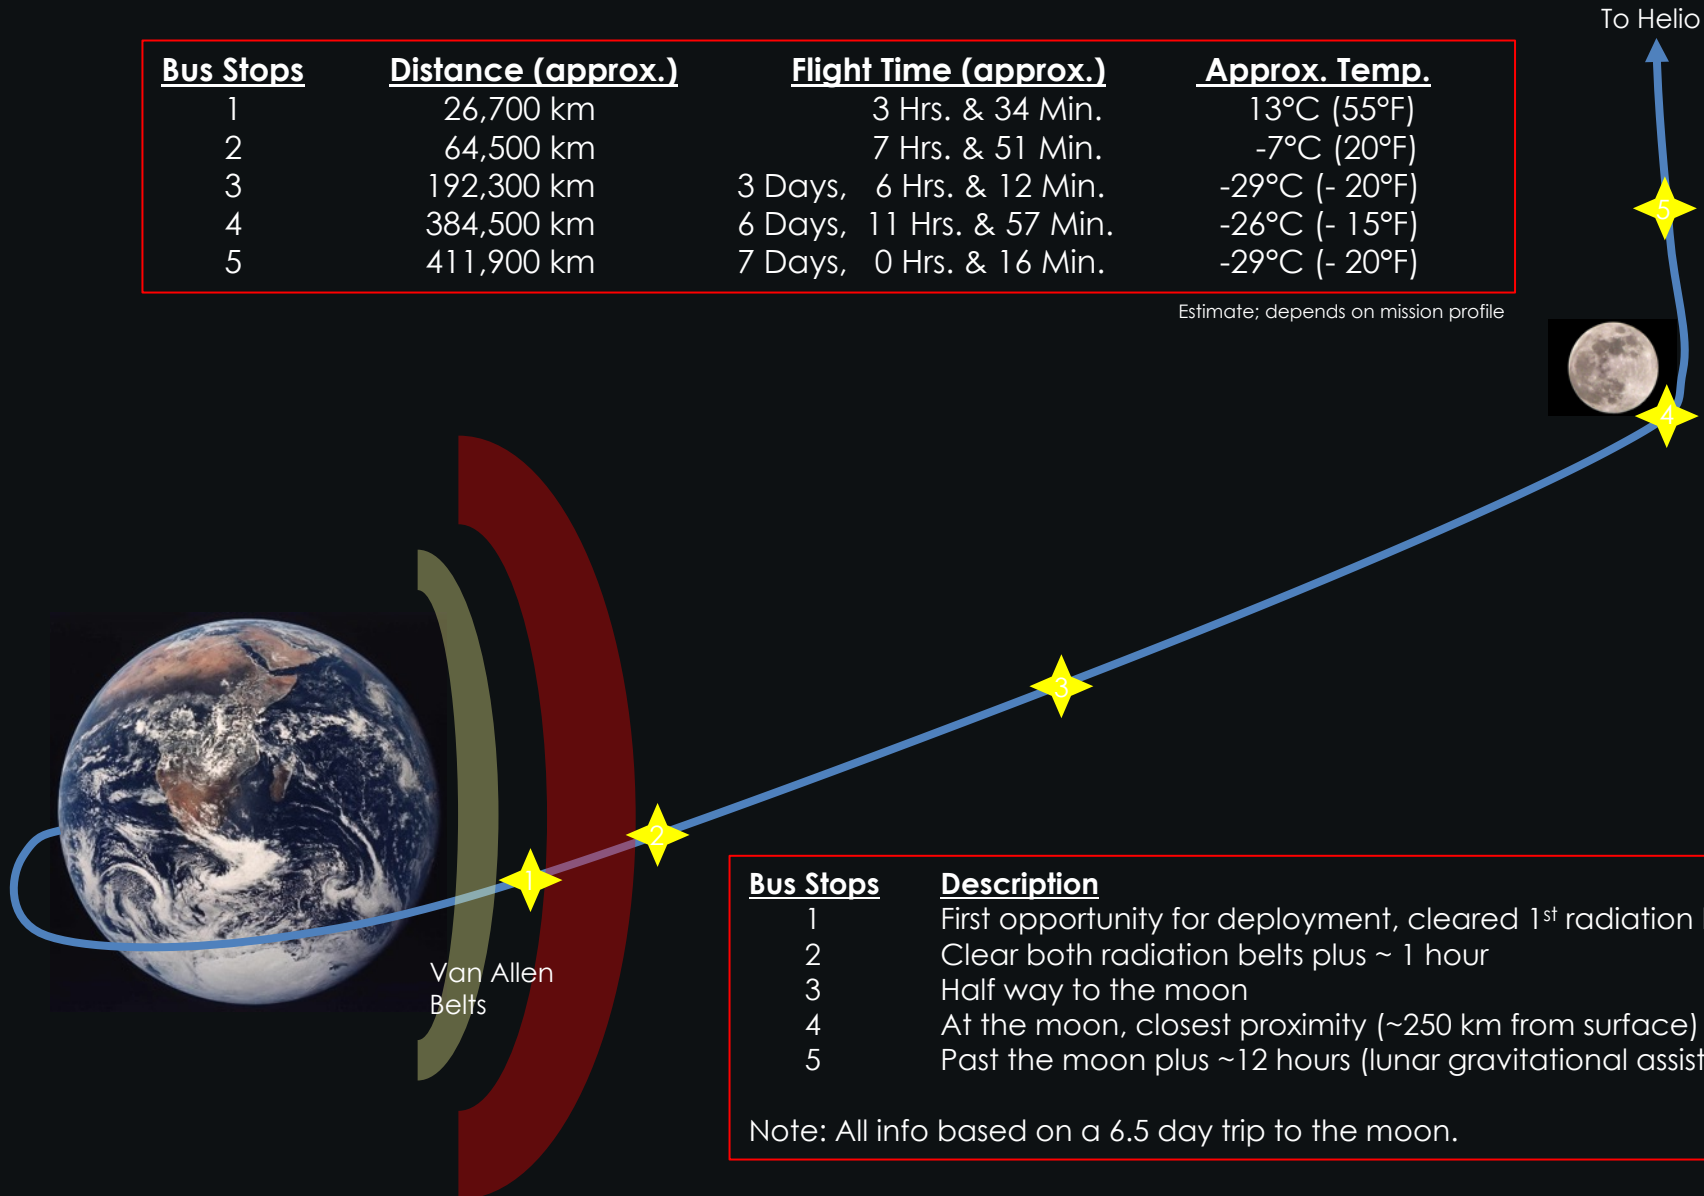 To Helio
Bus Stops Distance (approx.) Flight Time (approx.) Approx. Temp.
1 26,700 km 3 Hrs. & 34 Min. 13°C (55°F)
2 64,500 km 7 Hrs. & 51 Min. -7°C (20°F)
3 192,300 km 3 Days, 6 Hrs. & 12 Min. -29°C (- 20°F)
4 384,500 km 6 Days, 11 Hrs. & 57 Min. -26°C (- 15°F)
5 411,900 km 7 Days, 0 Hrs. & 16 Min. -29°C (- 20°F)
Estimate; depends on mission profile
5
4
3
2
1
Van Allen
Belts
Bus Stops Description
1 First opportunity for deployment, cleared 1st radiation
2 Clear both radiation belts plus ~ 1 hour
3 Half way to the moon
4 At the moon, closest proximity (~250 km from surface)
5 Past the moon plus ~12 hours (lunar gravitational assist
Note: All info based on a 6.5 day trip to the moon.